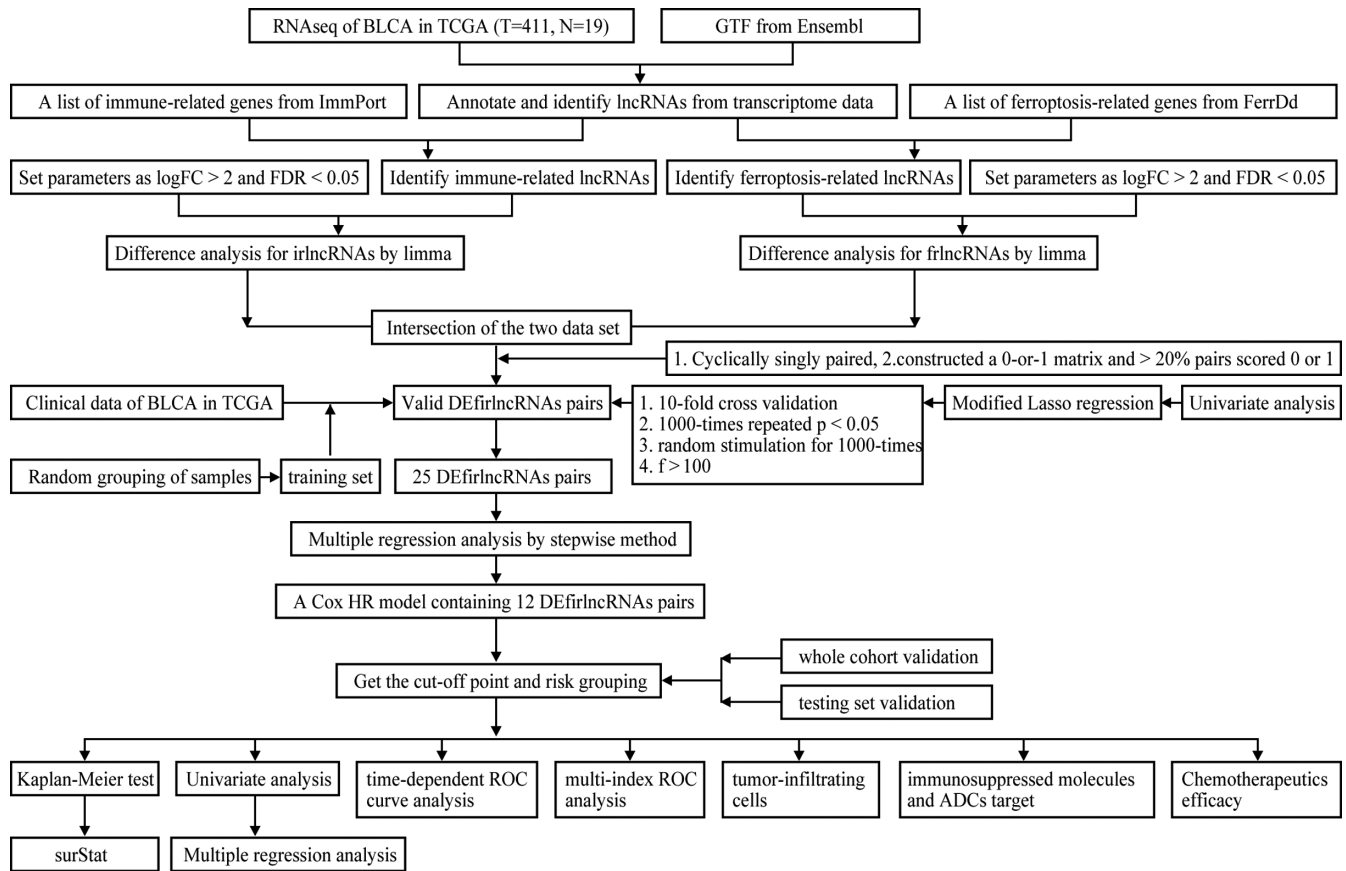 RNAseq of BLCA in TCGA (T=411, N=19)
GTF from Ensembl
A list of immune-related genes from ImmPort
Annotate and identify lncRNAs from transcriptome data
A list of ferroptosis-related genes from FerrDd
Set parameters as logFC > 2 and FDR < 0.05
Identify immune-related lncRNAs
Identify ferroptosis-related lncRNAs
Set parameters as logFC > 2 and FDR < 0.05
Difference analysis for irlncRNAs by limma
Difference analysis for frlncRNAs by limma
Intersection of the two data set
1. Cyclically singly paired, 2.constructed a 0-or-1 matrix and > 20% pairs scored 0 or 1
Clinical data of BLCA in TCGA
Valid DEfirlncRNAs pairs
1. 10-fold cross validation
2. 1000-times repeated p < 0.05
3. random stimulation for 1000-times
4. f > 100
Modified Lasso regression
Univariate analysis
Random grouping of samples
training set
25 DEfirlncRNAs pairs
Multiple regression analysis by stepwise method
A Cox HR model containing 12 DEfirlncRNAs pairs
whole cohort validation
Get the cut-off point and risk grouping
testing set validation
Kaplan-Meier test
Univariate analysis
time-dependent ROC
curve analysis
multi-index ROC
analysis
tumor-infiltrating
cells
immunosuppressed molecules
and ADCs target
Chemotherapeutics
efficacy
surStat
Multiple regression analysis